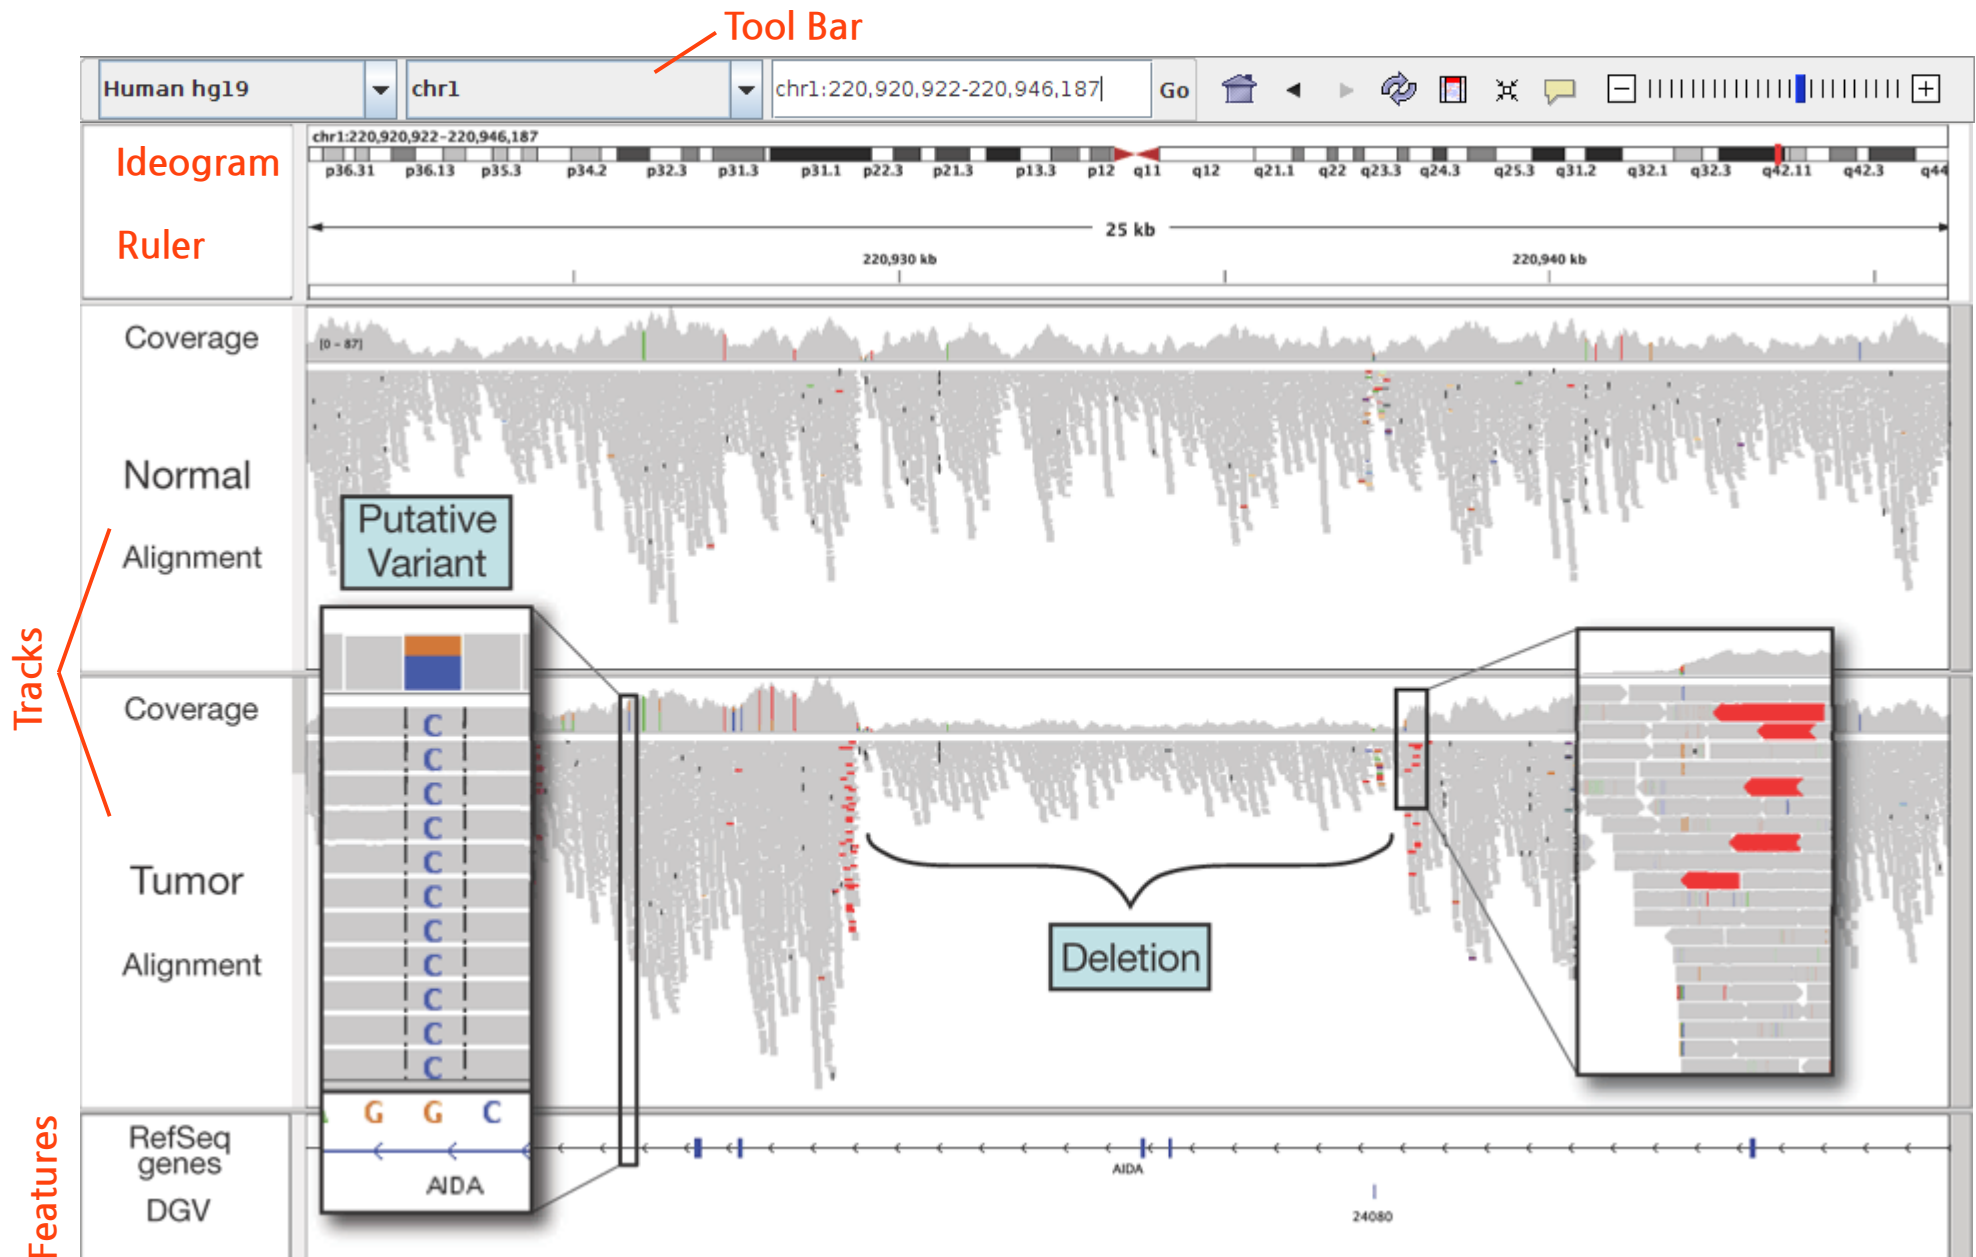 Tool Bar
Human hg19
chr1
chr1:220,920,922-220,946,187
Go
chr1:220,920,922-220,946,187
Ideogram
p36.31 p36.13 p35.3 p34.2 p32.3 p31.3 p31.1 p22.3 p21.3 p13.3 p12 q11 q12 q21.1 q22 q23.3 q24.3 q25.3 q31.2 q32.1 q32.3 q42.11 q42.3 q44
Ruler
25 kb
220,930 kb 220,940 kb
Coverage
[0 - 87]
Normal
Alignment
Putative
Variant
Tracks
Coverage
C
C
C
C
C
C
C
C
C
C
C
Tumor
Alignment
Deletion
G G C
AIDA
Features
RefSeq
genes
AIDA
DGV
24080